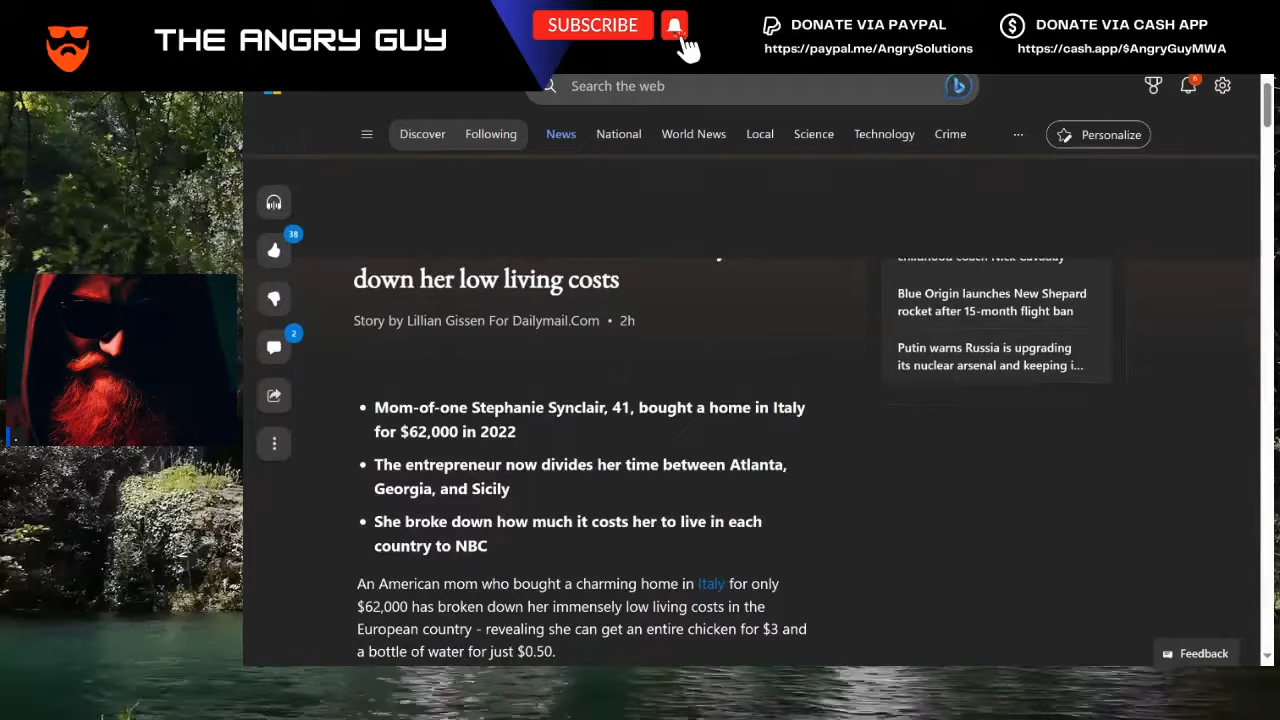 THE ANGRY GUY
SUBSCRIBE
DONATE VIA PAYPAL
https://paypal.me/AngrySolutions
DONATE VIA CASH APP
https://cash.app/$AngryGuyMWA
Search the web
6
Discover
Following
News
National
World News
Local
Science
Technology
Crime
Personalize
38
2
down her low living costs
Story by Lillian Gissen For Dailymail.Com • 2h
• Mom-of-one Stephanie Synclair, 41, bought a home in Italy
for $62,000 in 2022
• The entrepreneur now divides her time between Atlanta,
Georgia, and Sicily
• She broke down how much it costs her to live in each
country to NBC
An American mom who bought a charming home in Italy for only
$62,000 has broken down her immensely low living costs in the
European country - revealing she can get an entire chicken for $3 and
a bottle of water for just $0.50.
Blue Origin launches New Shepard
rocket after 15-month flight ban
Putin warns Russia is upgrading
its nuclear arsenal and keeping i...
Feedback